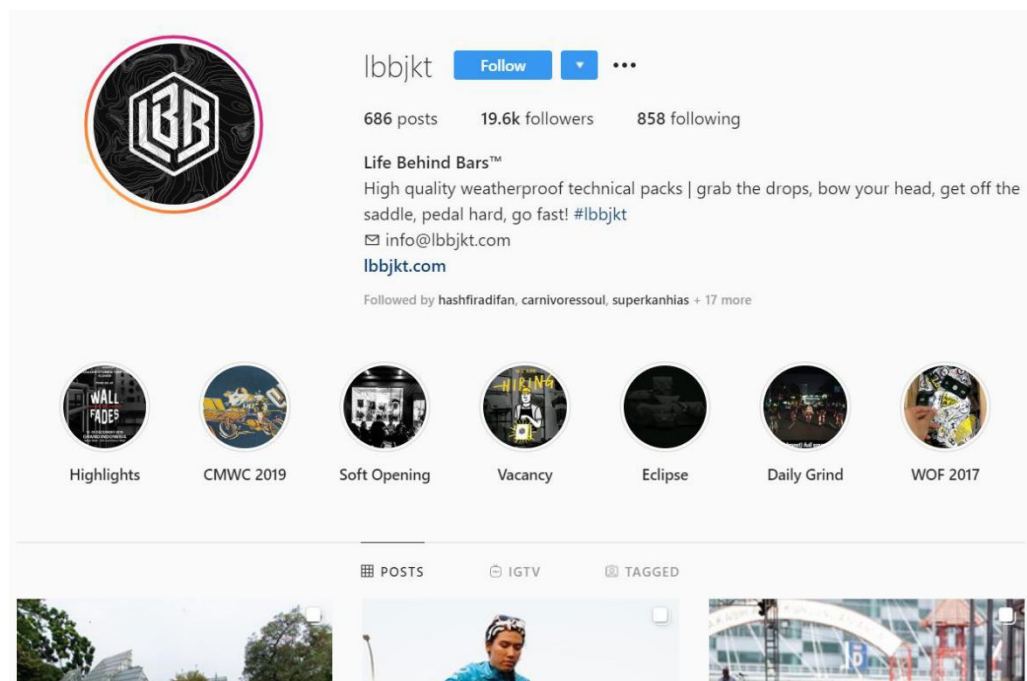 LBB
lbbjkt Follow
686 posts 19.6k followers 858 following
Life Behind Bars™
High quality weatherproof technical packs | grab the drops, bow your head, get off the
saddle, pedal hard, go fast! #lbbjkt
info@lbbjkt.com
lbbjkt.com
Followed by hashfiradifan, carnivoressoul, superkanhias + 17 more
WALL
FADES
HIRING
Highlights CMWC 2019 Soft Opening Vacancy Eclipse Daily Grind WOF 2017
POSTS IGTV TAGGED